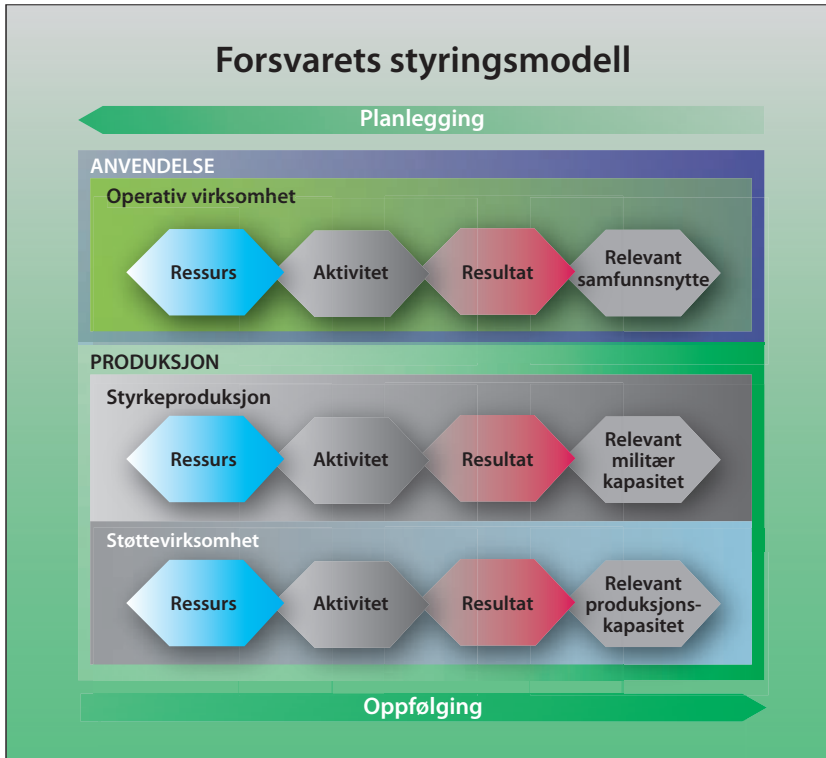 Forsvarets styringsmodell
Planlegging
ANVENDELSE
Operativ virksomhet
Ressurs
Aktivitet
Resultat
Relevant
samfunnsnytte
PRODUKSJON
Styrkeproduksjon
Ressurs
Aktivitet
Resultat
Relevant
militær
kapasitet
Støttevirksomhet
Ressurs
Aktivitet
Resultat
Relevant
produksjons-
kapasitet
Oppfølging